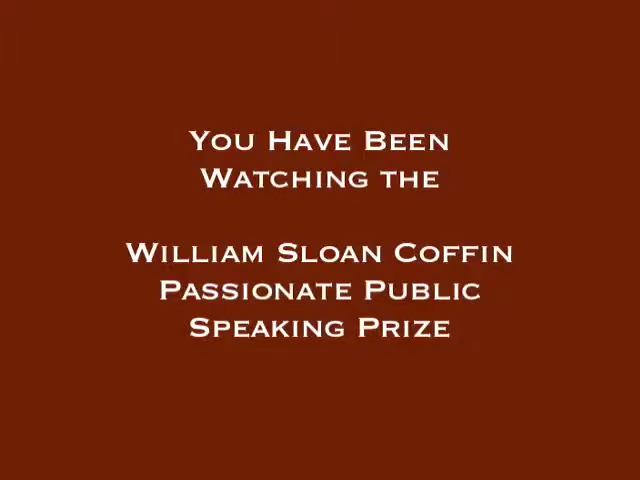 You Have Been
Watching the
William Sloan Coffin
Passionate Public
Speaking Prize